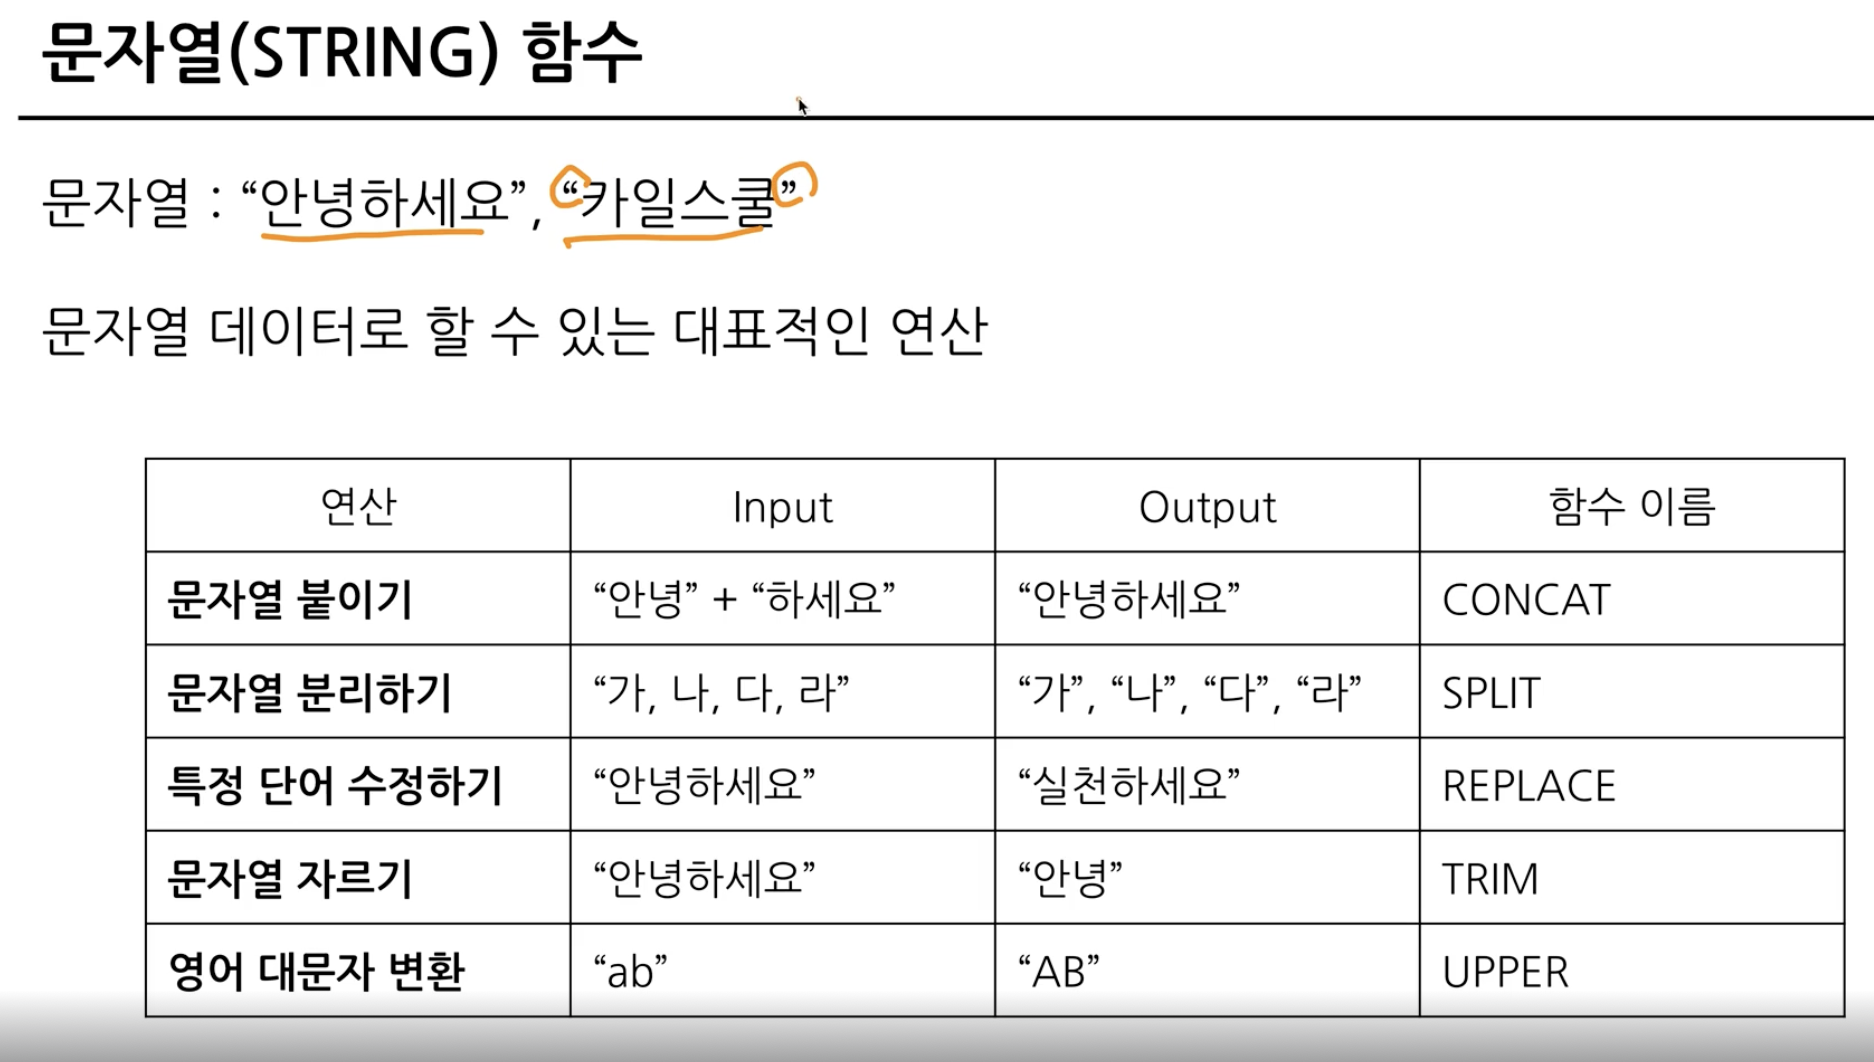 문자열(STRING) 함수
문자열 : “안녕하세요”, “카일스쿨”
문자열 데이터로 할 수 있는 대표적인 연산
연산 Input Output 함수 이름
문자열 붙이기 “안녕” + “하세요” “안녕하세요” CONCAT
문자열 분리하기 “가, 나, 다, 라” “가”, “나”, “다”, “라” SPLIT
특정 단어 수정하기 “안녕하세요” “실천하세요” REPLACE
문자열 자르기 “안녕하세요” “안녕” TRIM
영어 대문자 변환 “ab” “AB” UPPER